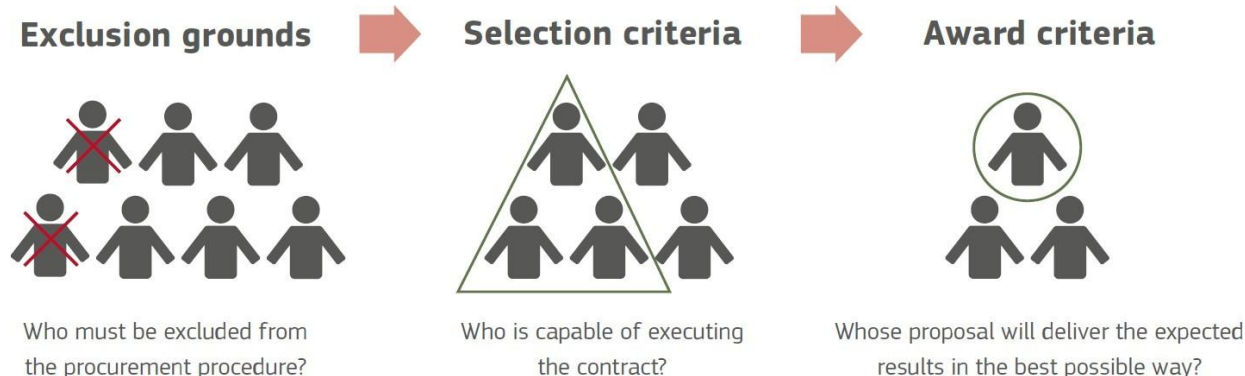 Exclusion grounds
Selection criteria
Award criteria
Who must be excluded from
the procurement procedure?
Who is capable of executing
the contract?
Whose proposal will deliver the expected
results in the best possible way?